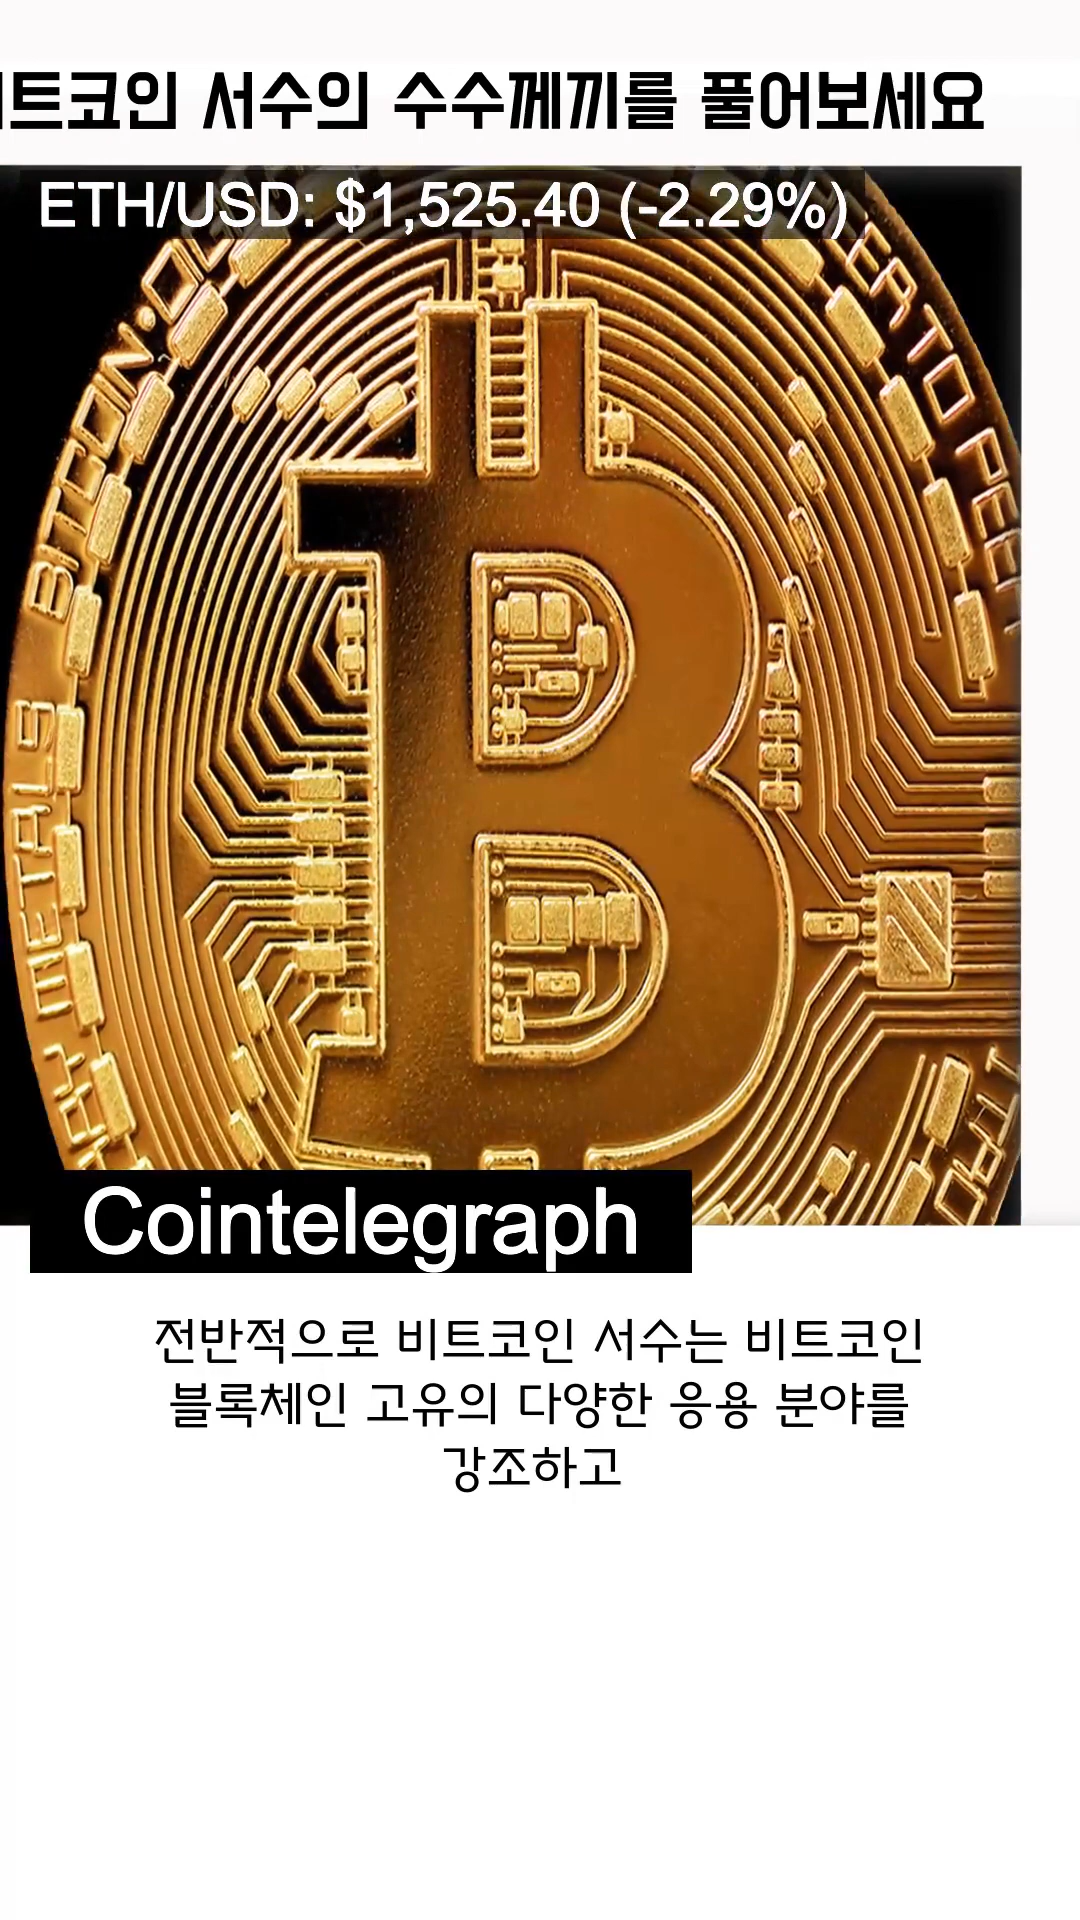 비트코인 서수의 수수께끼를 풀어보세요
ETH/USD: $1,525.40 (-2.29%)
BITCOIN
METALS
Cointelegraph
전반적으로 비트코인 서수는 비트코인
블록체인 고유의 다양한 응용 분야를
강조하고